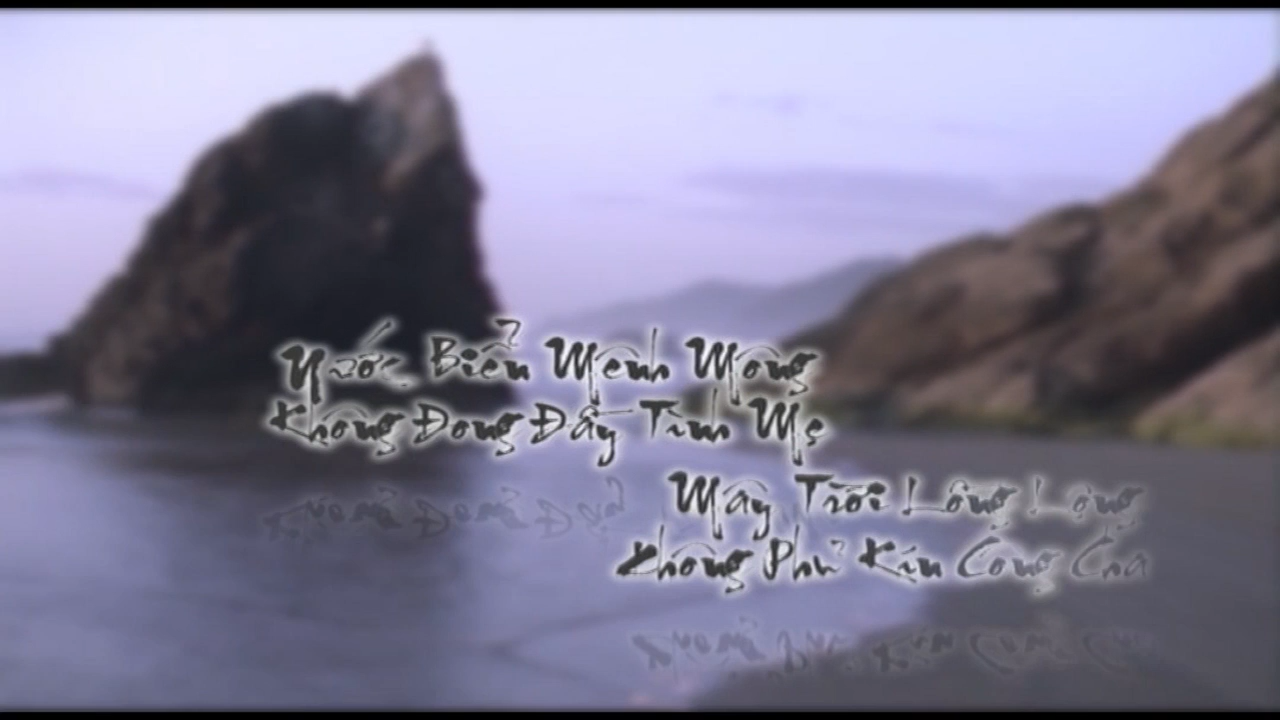 Nước Biển Mênh Mông
Không Đong Đầy Tình Mẹ
Mây Trời Lồng Lộng
Không Phủ Kín Công Cha